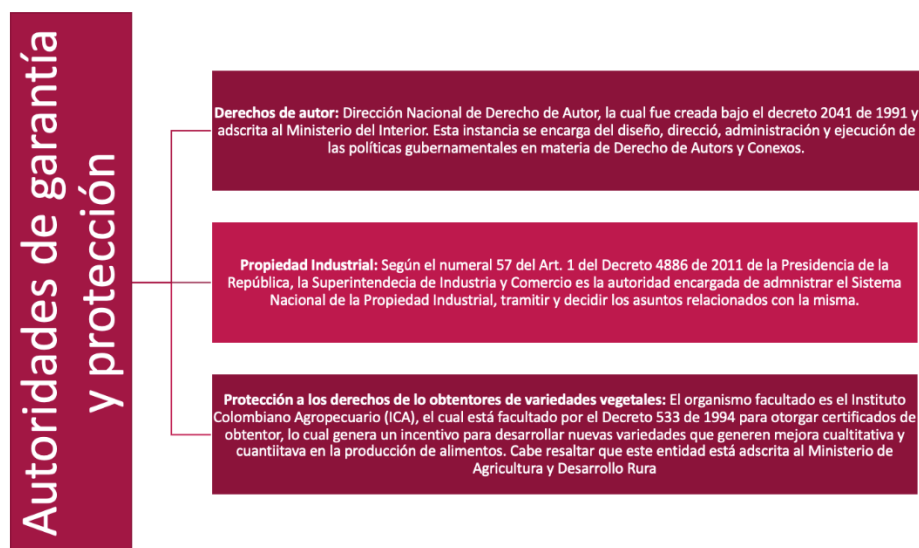 Autoridades de garantía
y protección
Derechos de autor: Dirección Nacional de Derecho de Autor, la cual fue creada bajo el decreto 2041 de 1991 y
adscrita al Ministerio del Interior. Esta instancia se encarga del diseño, direcció, administración y ejecución de
las políticas gubernamentales en materia de Derecho de Autors y Conexos.
Propiedad Industrial: Según el numeral 57 del Art. 1 del Decreto 4886 de 2011 de la Presidencia de la
República, la Superintendecia de Industria y Comercio es la autoridad encargada de admnistrar el Sistema
Nacional de la Propiedad Industrial, tramitir y decidir los asuntos relacionados con la misma.
Protección a los derechos de lo obtentores de variedades vegetales: El organismo facultado es el Instituto
Colombiano Agropecuario (ICA), el cual está facultado por el Decreto 533 de 1994 para otorgar certificados de
obtentor, lo cual genera un incentivo para desarrollar nuevas variedades que generen mejora cualtitativa y
cuantiitava en la producción de alimentos. Cabe resaltar que este entidad está adscrita al Ministerio de
Agricultura y Desarrollo Rura